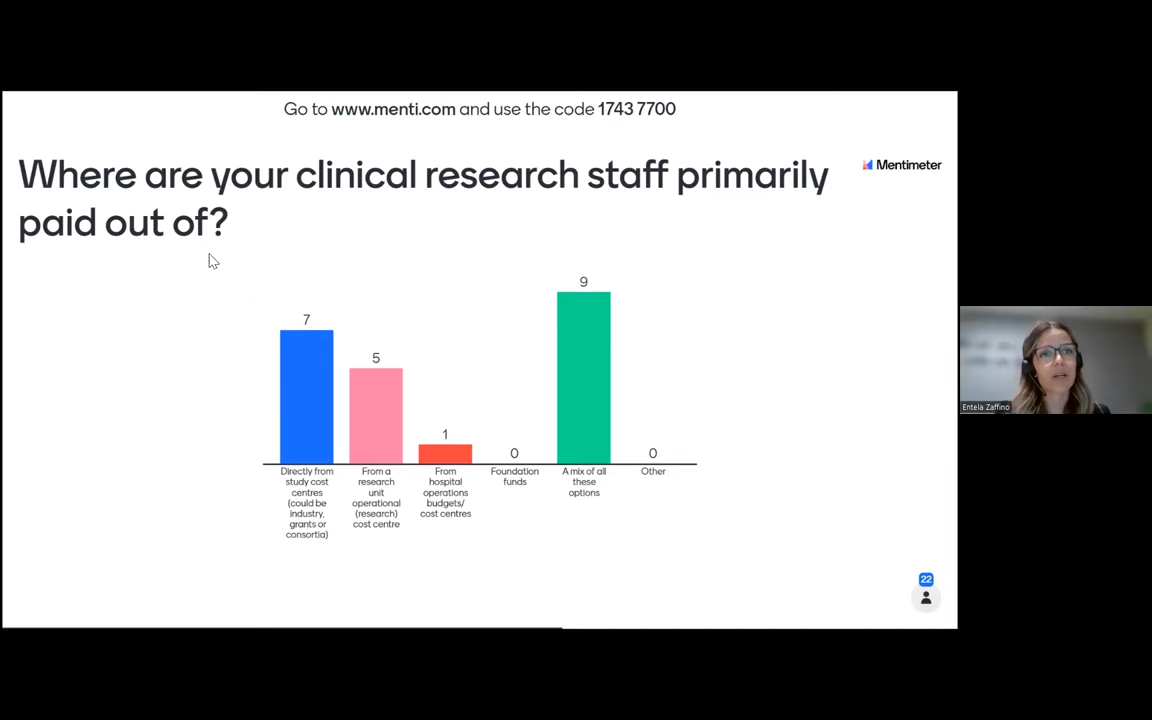 Go to www.menti.com and use the code 1743 7700
Where are your clinical research staff primarily
paid out of?
Mentimeter
7
5
1
0
9
0
Directly from
study cost
centres
(could be
industry,
grants or
consortia)
From a
research
unit
operational
(research)
cost centre
From
hospital
operations
budgets/
cost centres
Foundation
funds
A mix of all
these
options
Other
22
Entela Zaffino